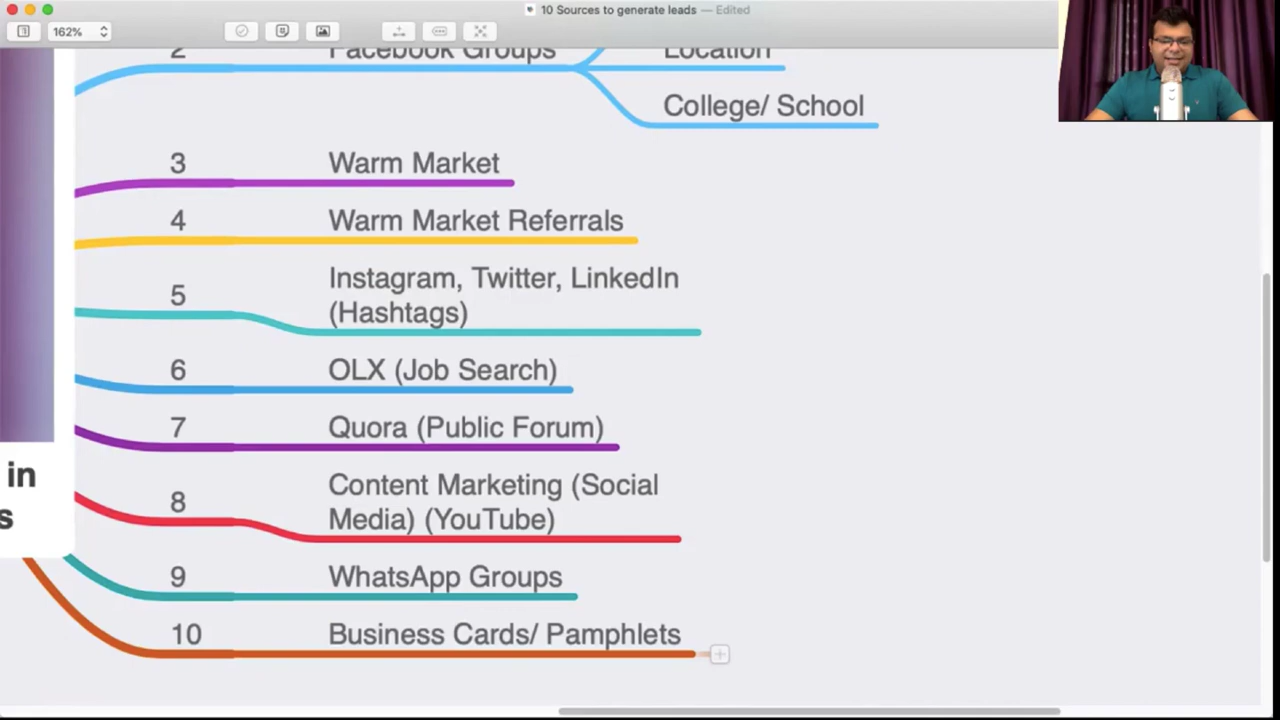 10 Sources to generate leads — Edited
162%
2 Facebook Groups Location
College/ School
3 Warm Market
4 Warm Market Referrals
5 Instagram, Twitter, LinkedIn
(Hashtags)
6 OLX (Job Search)
7 Quora (Public Forum)
in
s
8 Content Marketing (Social
Media) (YouTube)
9 WhatsApp Groups
10 Business Cards/ Pamphlets